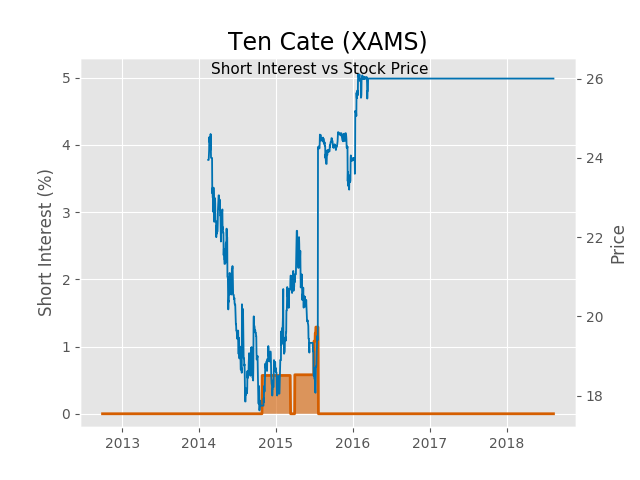 Ten Cate (XAMS)
Short Interest vs Stock Price
Short Interest (%)
5
4
3
2
1
0
26
24
22
20
18
Price
2013 2014 2015 2016 2017 2018